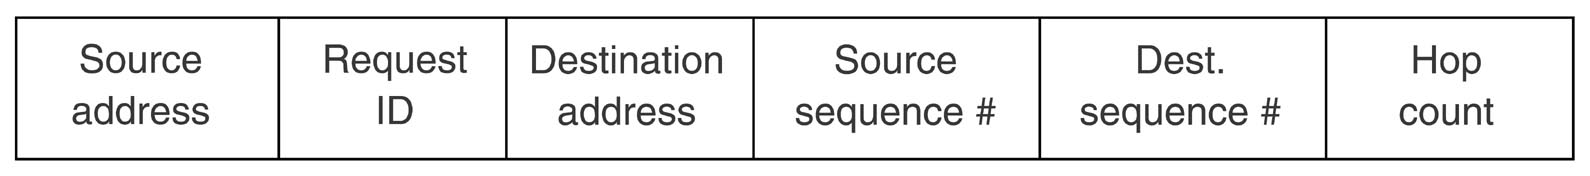 Source
address
Request
ID
Destination
address
Source
sequence #
Dest.
sequence #
Hop
count